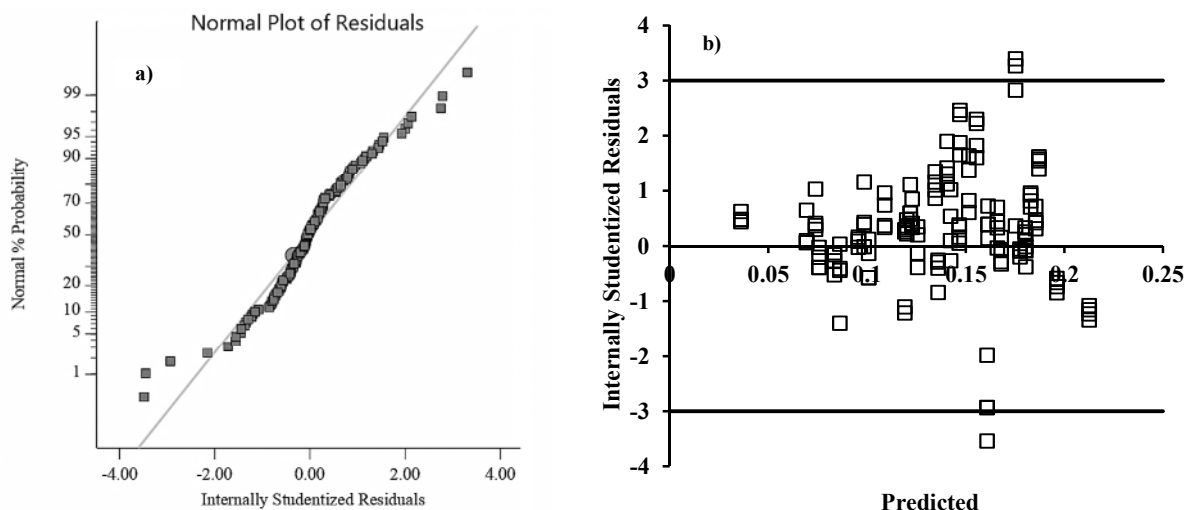 Normal Plot of Residuals
a)
Normal % Probability
99
95
90
70
50
20
10
5
1
-4.00 -2.00 0.00 2.00 4.00
Internally Studentized Residuals
b)
Internally Studentized Residuals
4
3
2
1
0
-1
-2
-3
-4
0 0.05 0.1 0.15 0.2 0.25
Predicted